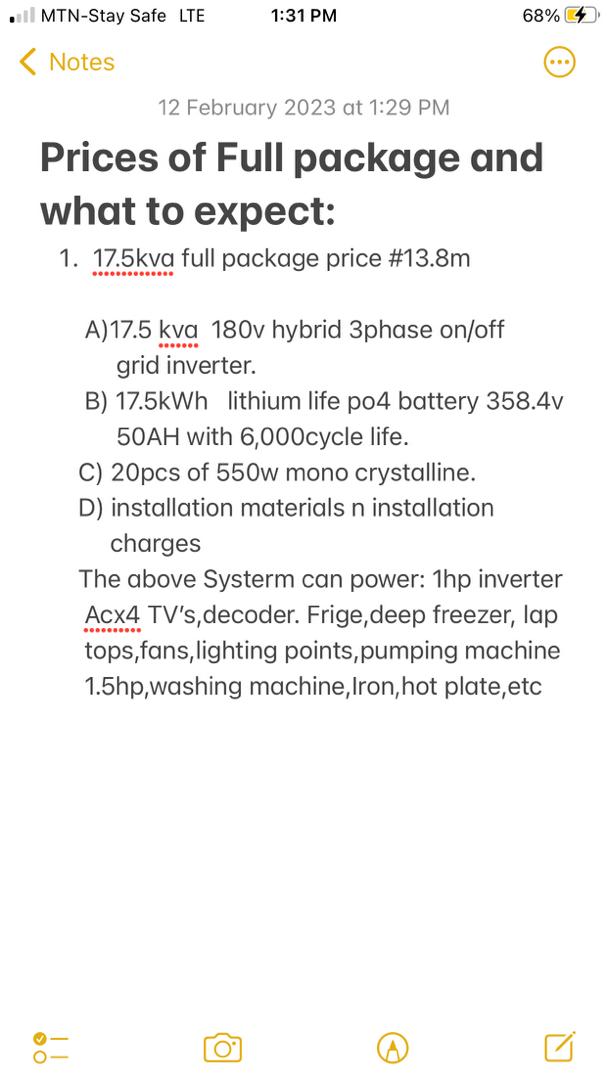 MTN-Stay Safe LTE 1:31 PM 68%
Notes
12 February 2023 at 1:29 PM
Prices of Full package and
what to expect:
1. 17.5kva full package price #13.8m
A)17.5 kva 180v hybrid 3phase on/off
grid inverter.
B) 17.5kWh lithium life po4 battery 358.4v
50AH with 6,000cycle life.
C) 20pcs of 550w mono crystalline.
D) installation materials n installation
charges
The above Systerm can power: 1hp inverter
Acx4 TV’s,decoder. Frige,deep freezer, lap
tops,fans,lighting points,pumping machine
1.5hp,washing machine,Iron,hot plate,etc